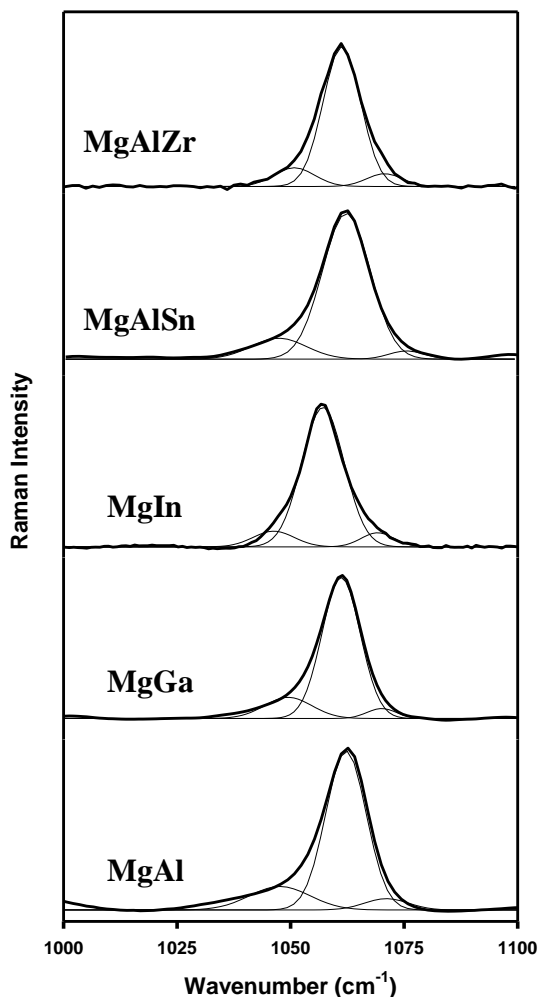 MgAlZr
MgAlSn
MgIn
MgGa
MgAl
Raman Intensity
1000 1025 1050 1075 1100
Wavenumber (cm⁻¹)